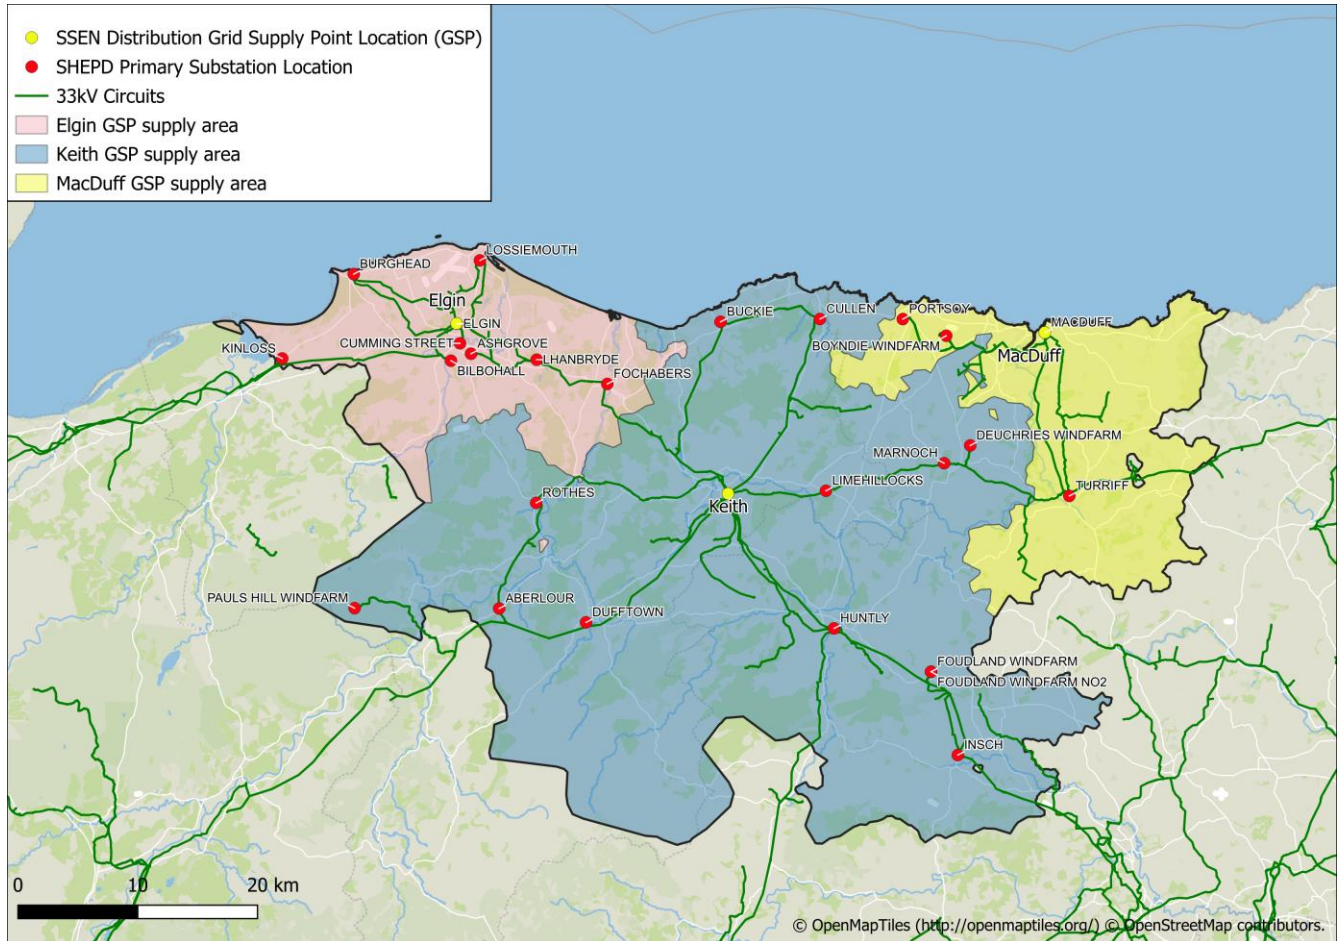 SSEN Distribution Grid Supply Point Location (GSP)
SHEPD Primary Substation Location
33kV Circuits
Elgin GSP supply area
Keith GSP supply area
MacDuff GSP supply area
LOSSIEMOUTH
BURGHEAD
Elgin
ELGIN
CUMMING STREET
ASHGROVE
KINLOSS
BILBOHALL
LHANBRYDE
FOCHABERS
BUCKIE
CULLEN
PORTSOY
MACDUFF
BOYNDIE WINDFARM
MacDuff
DEUCHRIES WINDFARM
MARNOCH
LIMEHILLOCKS
TURRIFF
ROTHES
Keith
PAULS HILL WINDFARM
ABERLOUR
DUFFTOWN
HUNTLY
FOUDLAND WINDFARM
FOUDLAND WINDFARM NO2
INSCH
0 10 20 km
© OpenMapTiles (http://openmaptiles.org/) © OpenStreetMap contributors.